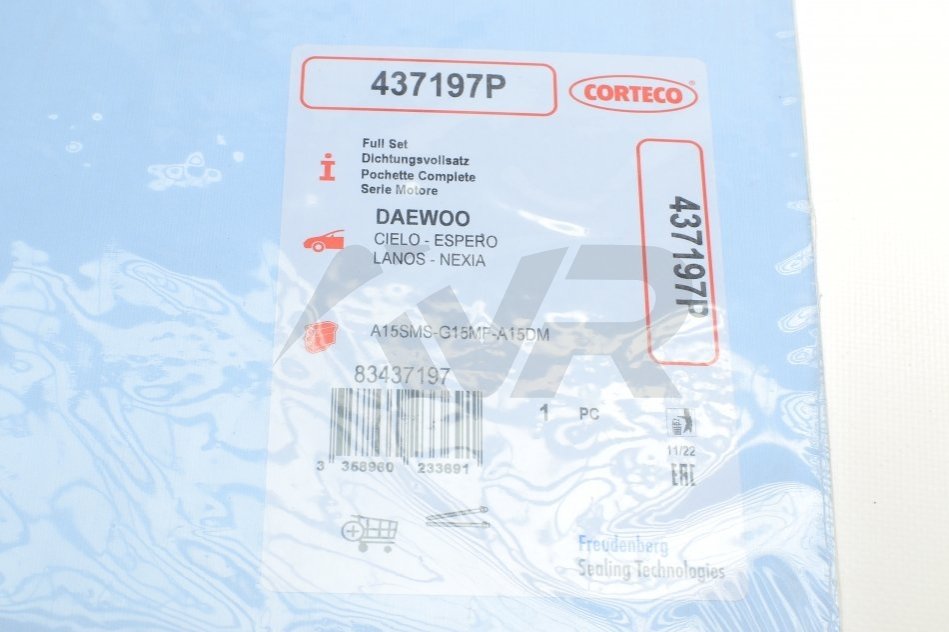 437197P
CORTECO
Full Set
Dichtungsvollsatz
Pochette Complete
Serie Motore
DAEWOO
CIELO - ESPERO
LANOS - NEXIA
437197P
A15SMS-G15MF-A15DM
83437197
3 358960 233691
1 PC
11/22
EAC
Freudenberg
Sealing Technologies